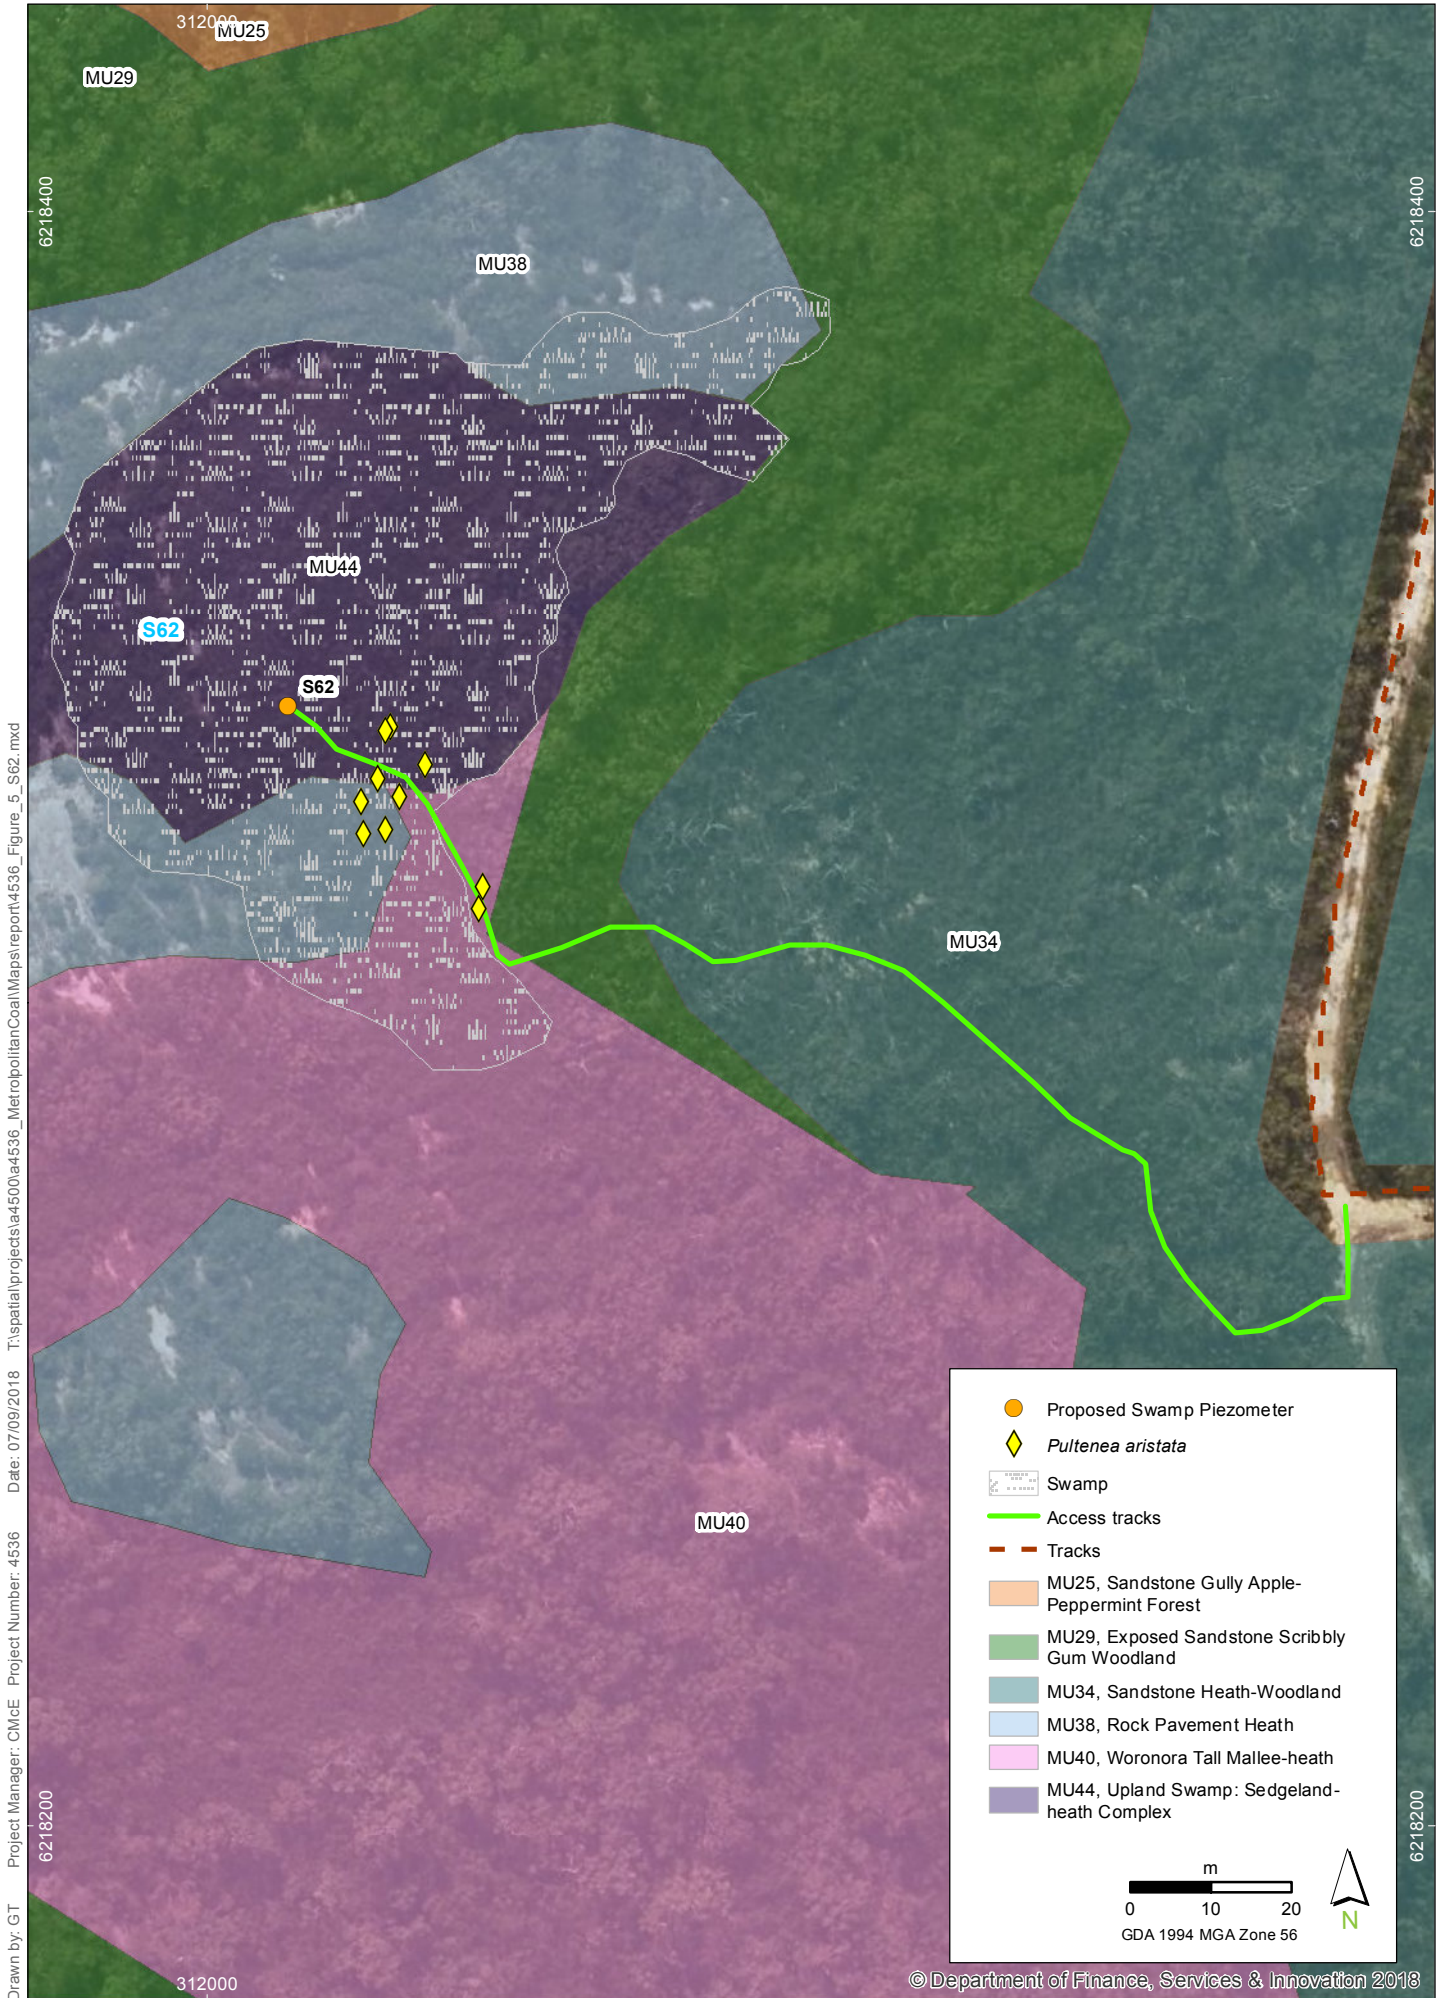 312000
MU25
MU29
6218400
6218400
MU38
MU44
S62
S62
MU34
MU40
Proposed Swamp Piezometer
Pultenea aristata
Swamp
Access tracks
Tracks
MU25, Sandstone Gully Apple-
Peppermint Forest
MU29, Exposed Sandstone Scribbly
Gum Woodland
MU34, Sandstone Heath-Woodland
MU38, Rock Pavement Heath
MU40, Woronora Tall Mallee-heath
MU44, Upland Swamp: Sedgeland-
heath Complex
m
0 10 20
GDA 1994 MGA Zone 56
N
6218200
6218200
312000
© Department of Finance, Services & Innovation 2018
Drawn by: GT Project Manager: CMcE Project Number: 4536 Date: 07/09/2018 T:\spatial\projects\a4500\a4536_MetrolpolitanCoal\Maps\report\4536_Figure_5_S62.mxd